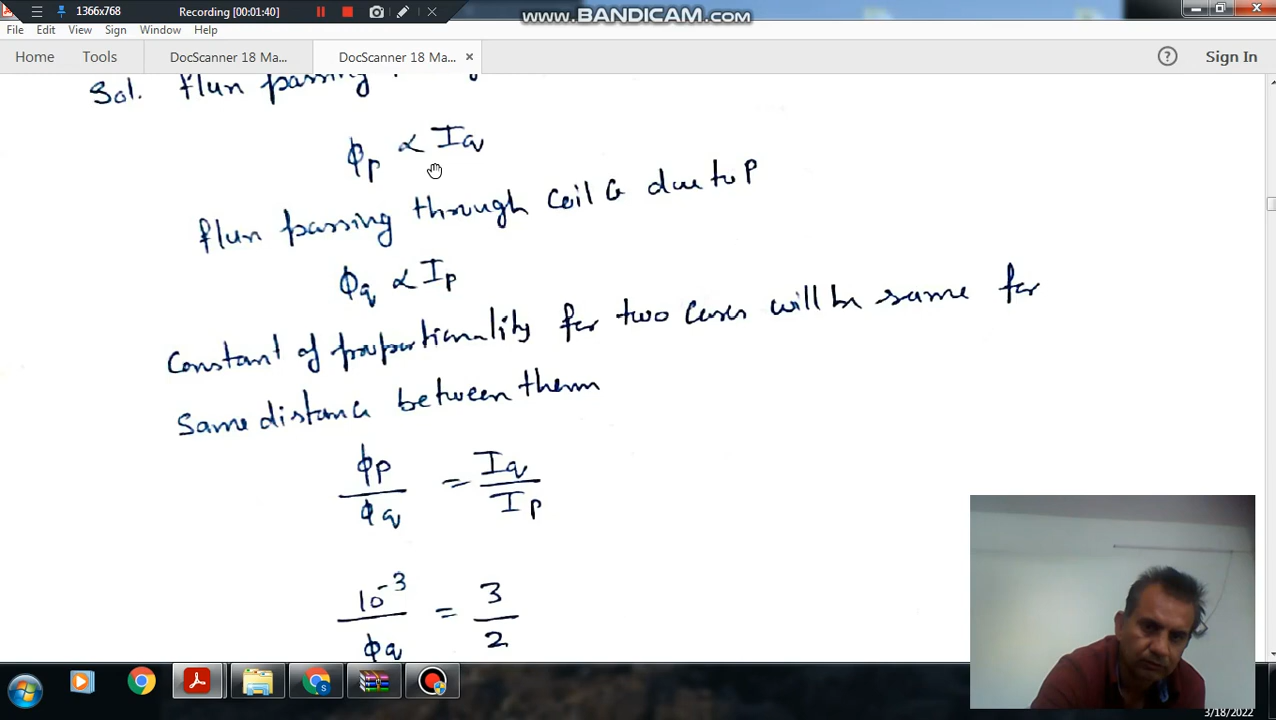 Recording [00:01:40]
www.BANDICAM.com
File Edit View Sign Window Help
Home Tools DocScanner 18 Ma... DocScanner 18 Ma... × Sign In
Sol. flux passing
ϕp ∝ Iq
flux passing through coil Q due to P
ϕq ∝ Ip
Constant of proportionality for two cases will be same for
Same distance between them
ϕp / ϕq = Iq / Ip
10⁻³ / ϕq = 3 / 2
1366x768
3/18/2022